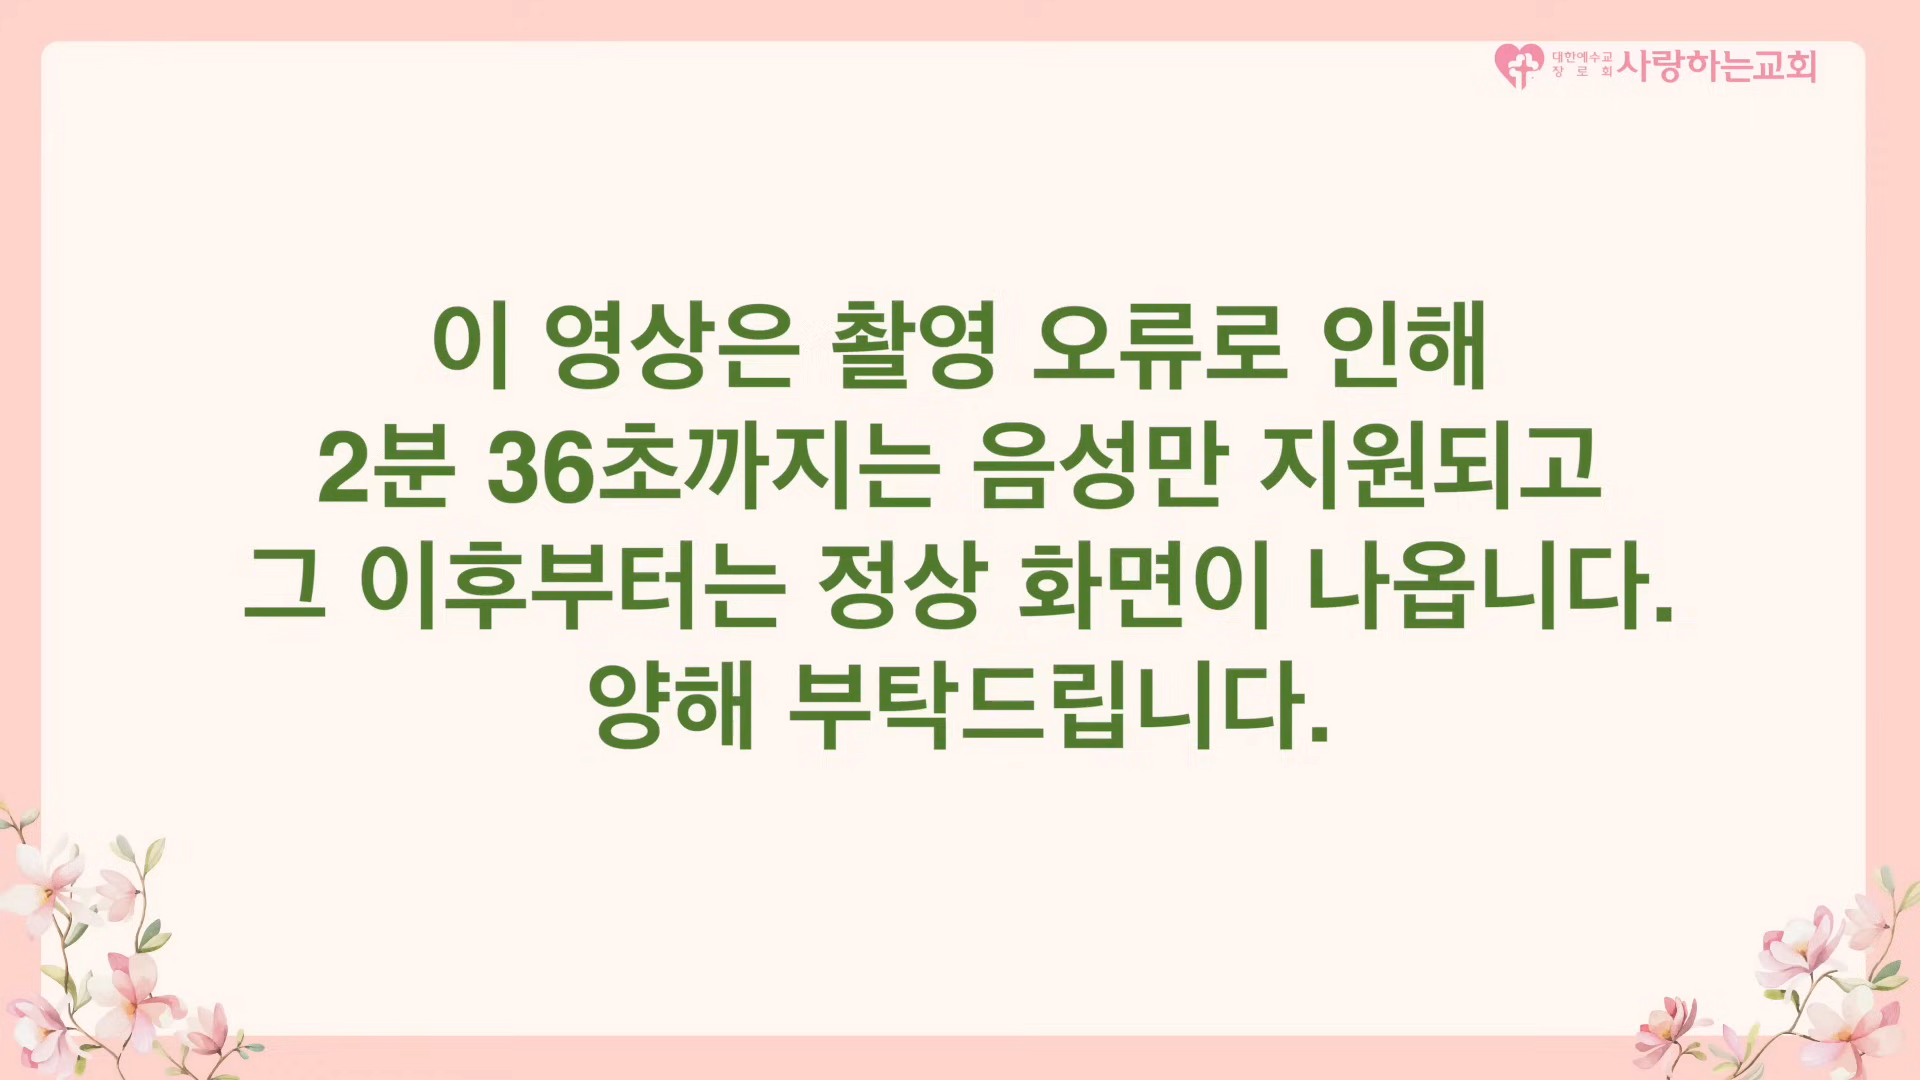 대한예수교
장로회
사랑하는교회
이 영상은 촬영 오류로 인해
2분 36초까지는 음성만 지원되고
그 이후부터는 정상 화면이 나옵니다.
양해 부탁드립니다.